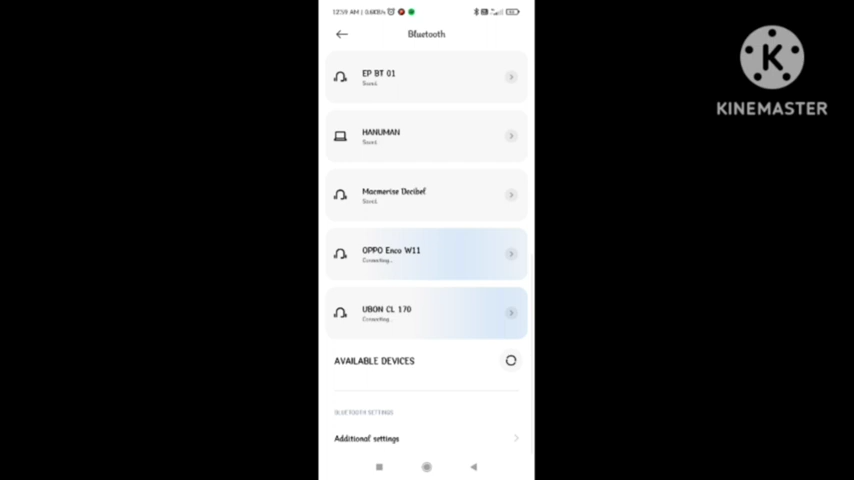 12:59 AM | 0.6KB/s
Bluetooth
EP BT 01
Saved
HANUMAN
Saved
Macmerise Decibel
Saved
OPPO Enco W11
Connecting...
UBON CL 170
Connecting...
AVAILABLE DEVICES
BLUETOOTH SETTINGS
Additional settings
K
KINEMASTER